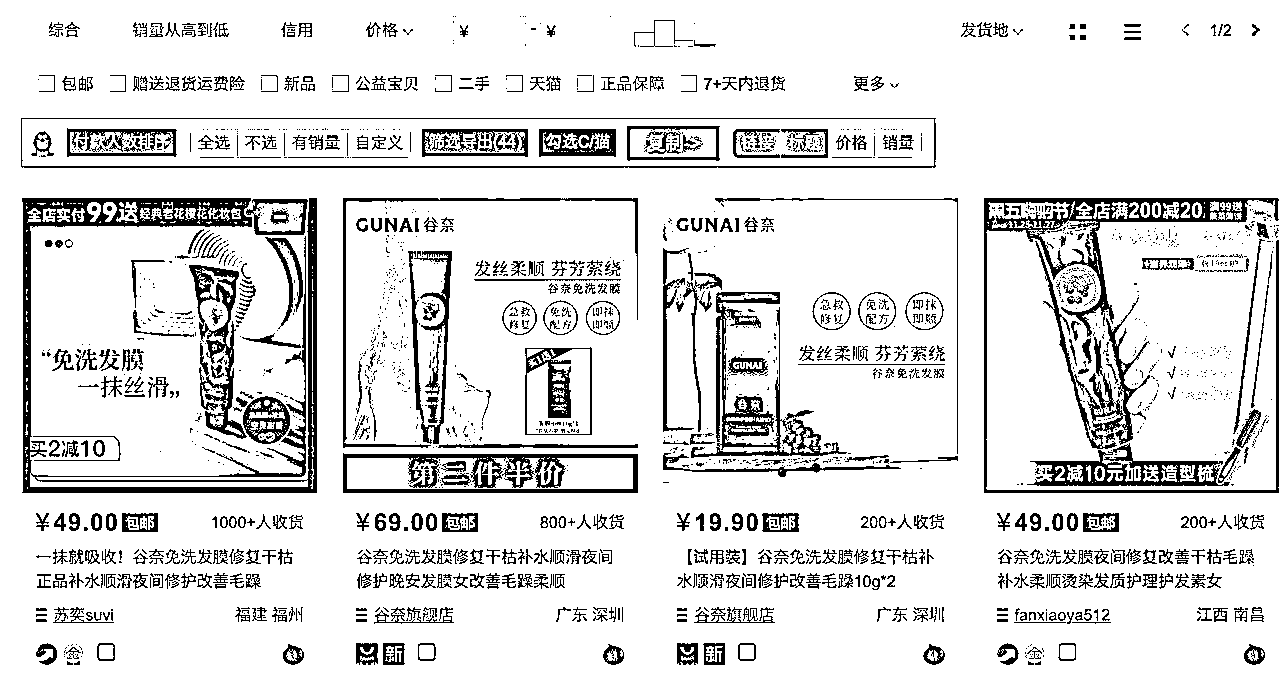 综合 销量从高到低 信用 价格 ¥ - ¥ 发货地 1/2
包邮 赠送退货运费险 新品 公益宝贝 二手 天猫 正品保障 7+天内退货 更多
付款人数排序 全选 不选 有销量 自定义 筛选导出(44) 勾选C/猫 复制-> 链接 标题 价格 销量
全店实付99送经典老花樱花化妆包
“免洗发膜
一抹丝滑„
买2减10
GUNAI谷奈
发丝柔顺 芬芳萦绕
谷奈免洗发膜
急救修复 免洗配方 即抹即顺
第二件半价
GUNAI谷奈
急救修复 免洗配方 即抹即顺
发丝柔顺 芬芳萦绕
谷奈免洗发膜
GUNAI
谷奈
周五购购节/全店满200减20
满99送
买2减10元加送造型梳
¥49.00 包邮 1000+人收货
一抹就吸收!谷奈免洗发膜修复干枯
正品补水顺滑夜间修护改善毛躁
苏奕suvi 福建 福州
¥69.00 包邮 800+人收货
谷奈免洗发膜修复干枯补水顺滑夜间
修护晚安发膜女改善毛躁柔顺
谷奈旗舰店 广东 深圳
新
¥19.90 包邮 200+人收货
【试用装】谷奈免洗发膜修复干枯补
水顺滑夜间修护改善毛躁10g*2
谷奈旗舰店 广东 深圳
新
¥49.00 包邮 200+人收货
谷奈免洗发膜夜间修复改善干枯毛躁
补水柔顺烫染发质护理护发素女
fanxiaoya512 江西 南昌